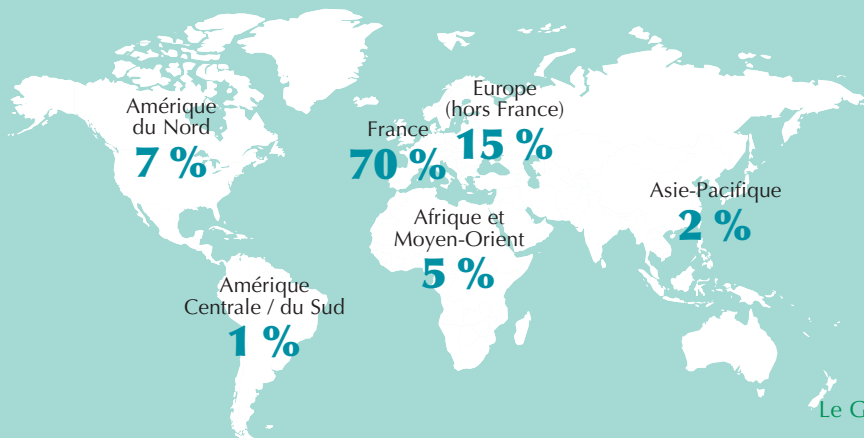 Amérique
du Nord
7 %
France
70 %
Europe
(hors France)
15 %
Asie-Pacifique
2 %
Afrique et
Moyen-Orient
5 %
Amérique
Centrale / du Sud
1 %
Le G